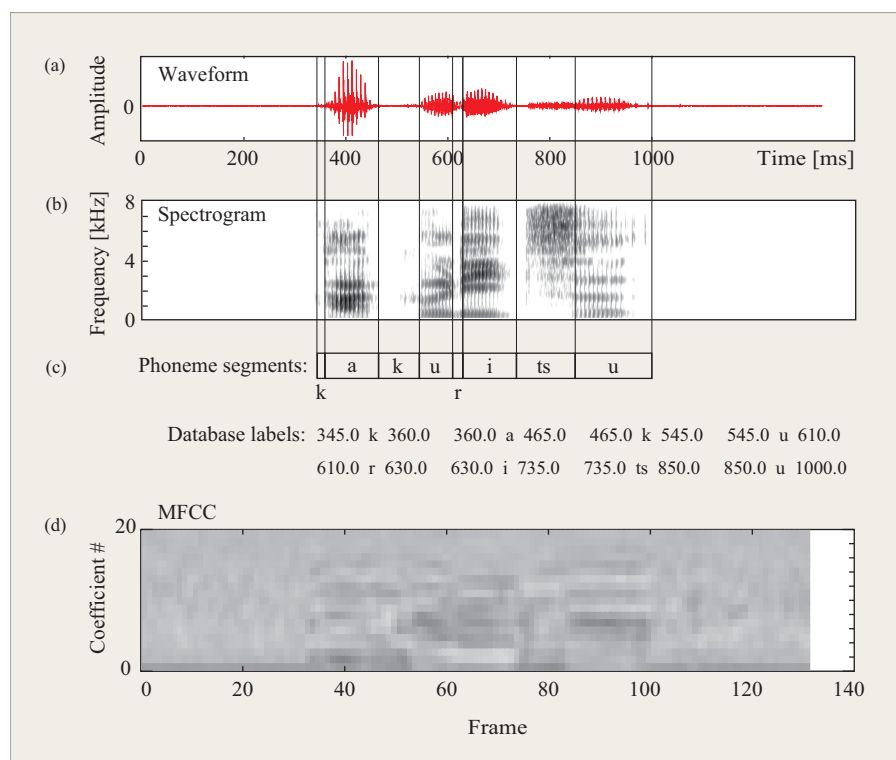 (a)
Waveform
Amplitude
0
0 200 400 600 800 1000 Time [ms]
(b)
Spectrogram
Frequency [kHz]
8
4
0
(c) Phoneme segments: a k u i ts u
k r
Database labels: 345.0 k 360.0 360.0 a 465.0 465.0 k 545.0 545.0 u 610.0
610.0 r 630.0 630.0 i 735.0 735.0 ts 850.0 850.0 u 1000.0
(d)
MFCC
Coefficient #
20
10
0
0 20 40 60 80 100 120 140
Frame